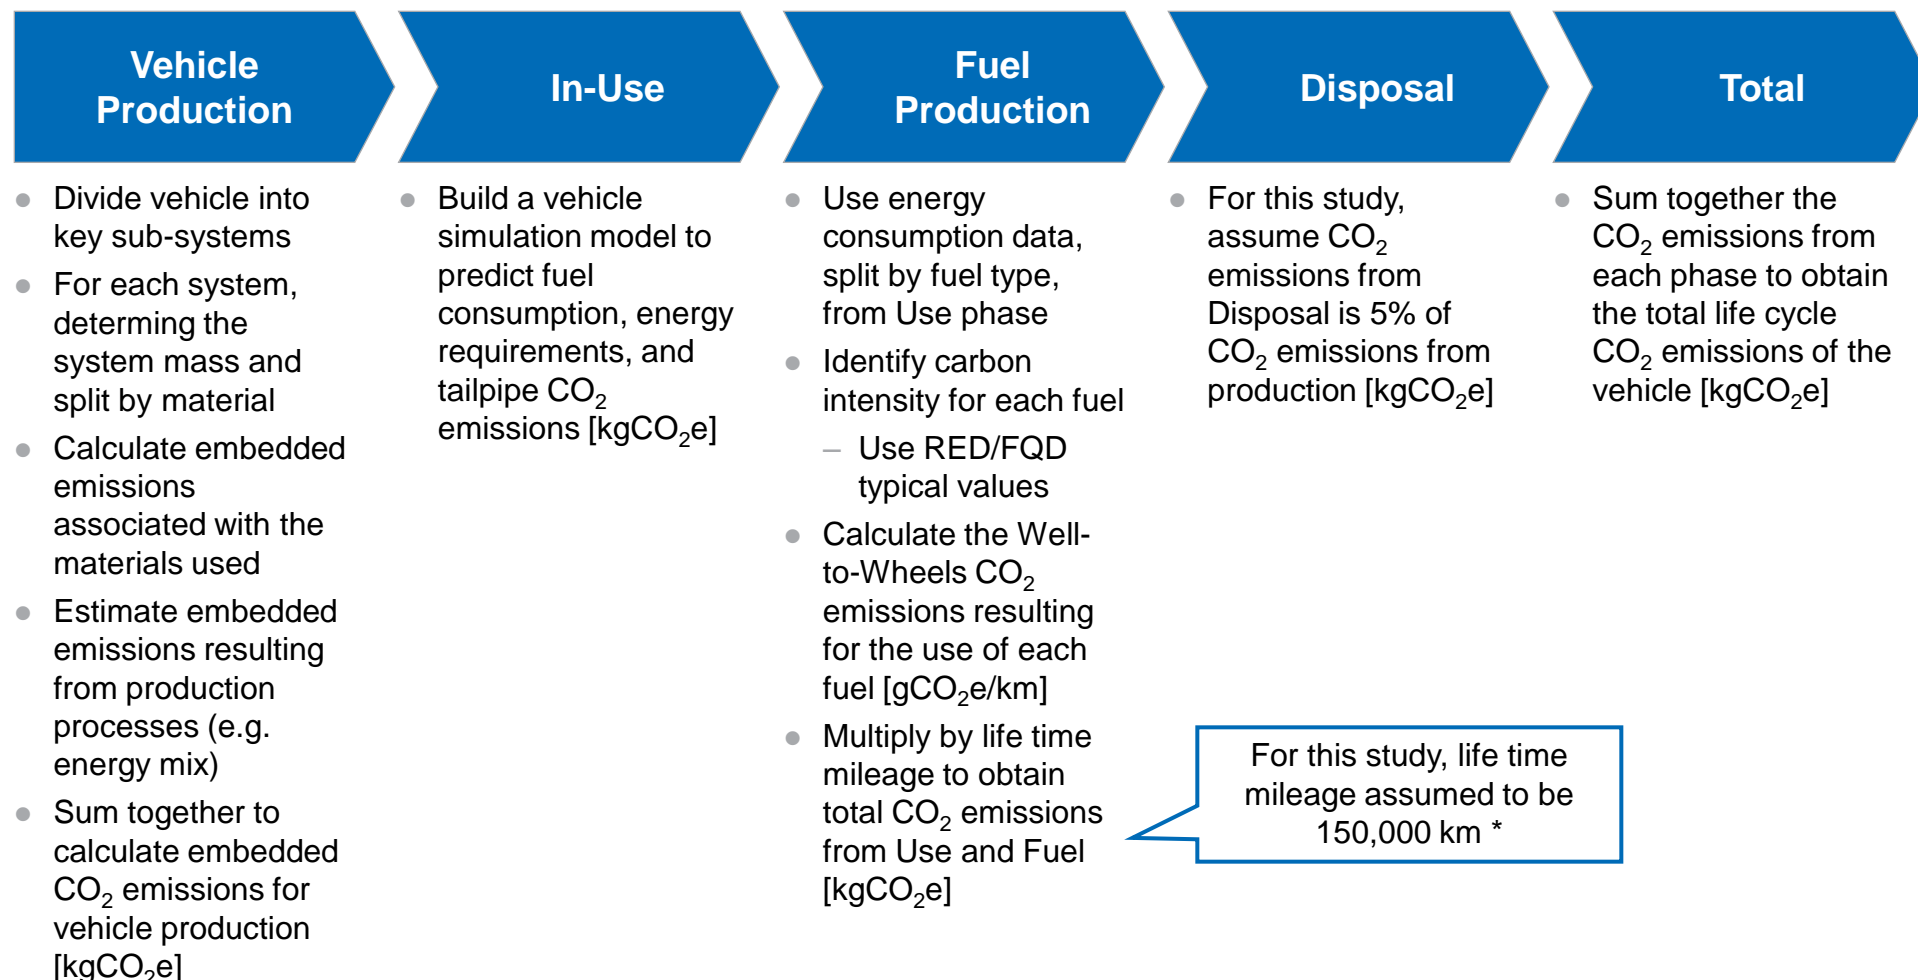 Vehicle
Production
In-Use
Fuel
Production
Disposal
Total
● Divide vehicle into
key sub-systems
● For each system,
determing the
system mass and
split by material
● Calculate embedded
emissions
associated with the
materials used
● Estimate embedded
emissions resulting
from production
processes (e.g.
energy mix)
● Sum together to
calculate embedded
CO₂ emissions for
vehicle production
[kgCO₂e]
● Build a vehicle
simulation model to
predict fuel
consumption, energy
requirements, and
tailpipe CO₂
emissions [kgCO₂e]
● Use energy
consumption data,
split by fuel type,
from Use phase
● Identify carbon
intensity for each fuel
– Use RED/FQD
typical values
● Calculate the Well-
to-Wheels CO₂
emissions resulting
for the use of each
fuel [gCO₂e/km]
● Multiply by life time
mileage to obtain
total CO₂ emissions
from Use and Fuel
[kgCO₂e]
● For this study,
assume CO₂
emissions from
Disposal is 5% of
CO₂ emissions from
production [kgCO₂e]
● Sum together the
CO₂ emissions from
each phase to obtain
the total life cycle
CO₂ emissions of the
vehicle [kgCO₂e]
For this study, life time
mileage assumed to be
150,000 km *